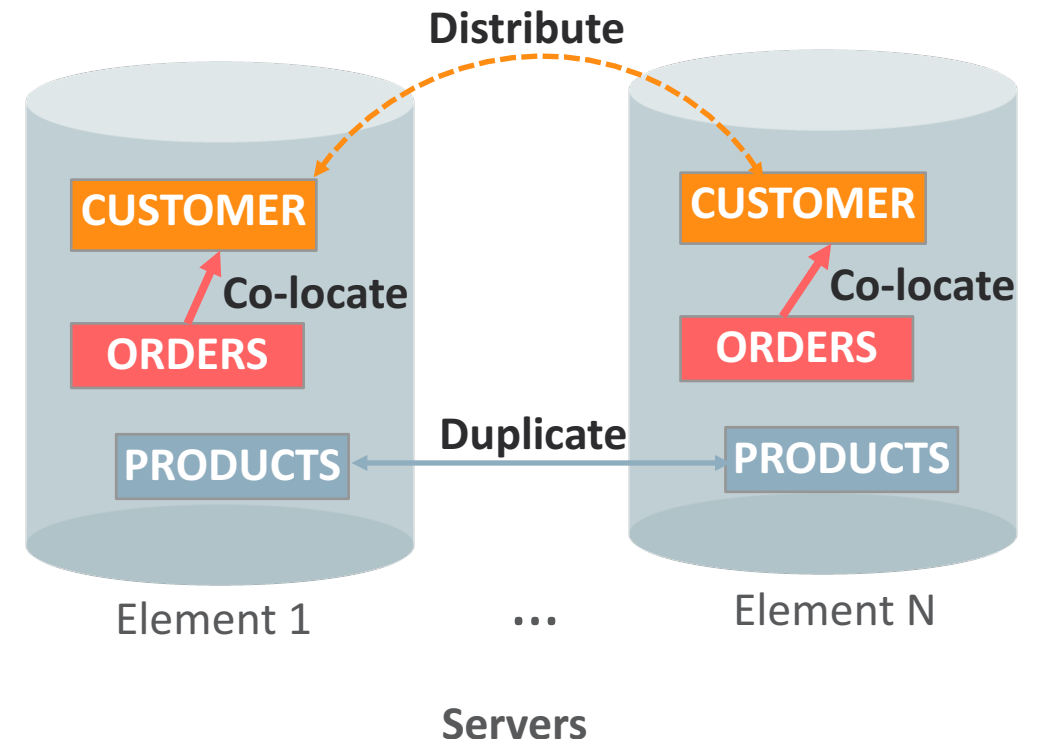 Distribute
CUSTOMER
CUSTOMER
Co-locate
Co-locate
ORDERS
ORDERS
Duplicate
PRODUCTS
PRODUCTS
Element 1
...
Element N
Servers